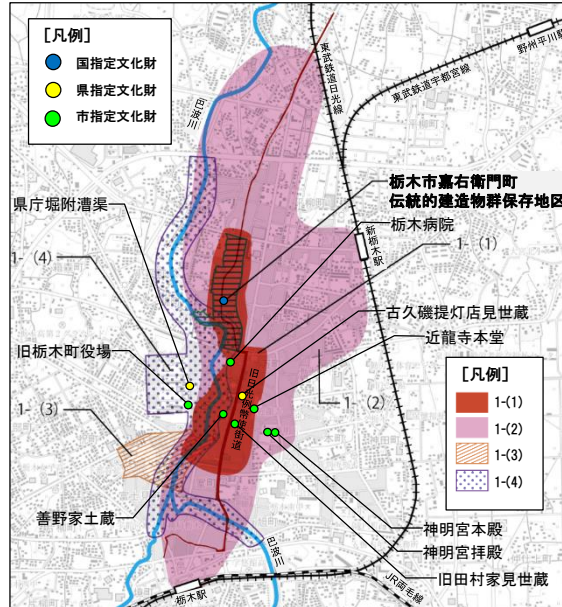 [凡例]
国指定文化財
県指定文化財
市指定文化財
巴波川
東武鉄道日光線
東武鉄道宇都宮線
野州平川駅
県庁堀附漕渠
1-（4）
旧栃木町役場
1-（3）
善野家土蔵
栃木市嘉右衛門町
伝統的建造物群保存地区
栃木病院
新栃木駅
1-（1）
古久磯提灯店見世蔵
近龍寺本堂
旧日光例幣使街道
1-（2）
[凡例]
1-(1)
1-(2)
1-(3)
1-(4)
神明宮本殿
神明宮拝殿
旧田村家見世蔵
巴波川
栃木駅
JR両毛線